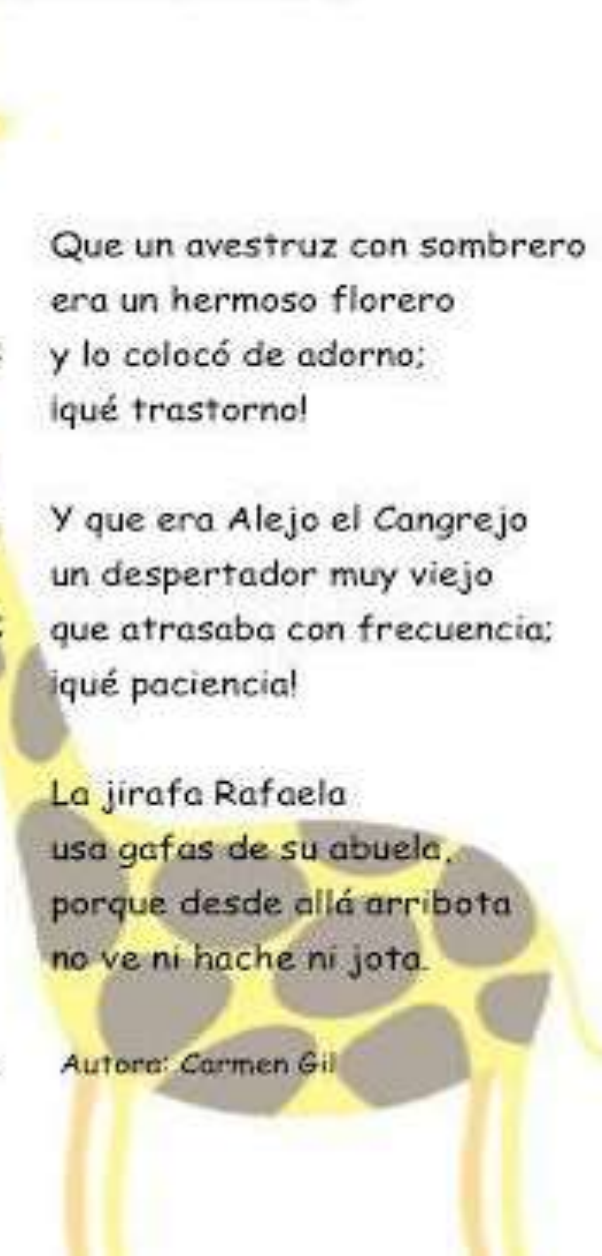 Que un avestruz con sombrero
era un hermoso florero
y lo colocó de adorno;
¡qué trastorno!
Y que era Alejo el Cangrejo
un despertador muy viejo
que atrasaba con frecuencia;
¡qué paciencia!
La jirafa Rafaela
usa gafas de su abuela,
porque desde allá arribota
no ve ni hache ni jota.
Autora: Carmen Gil